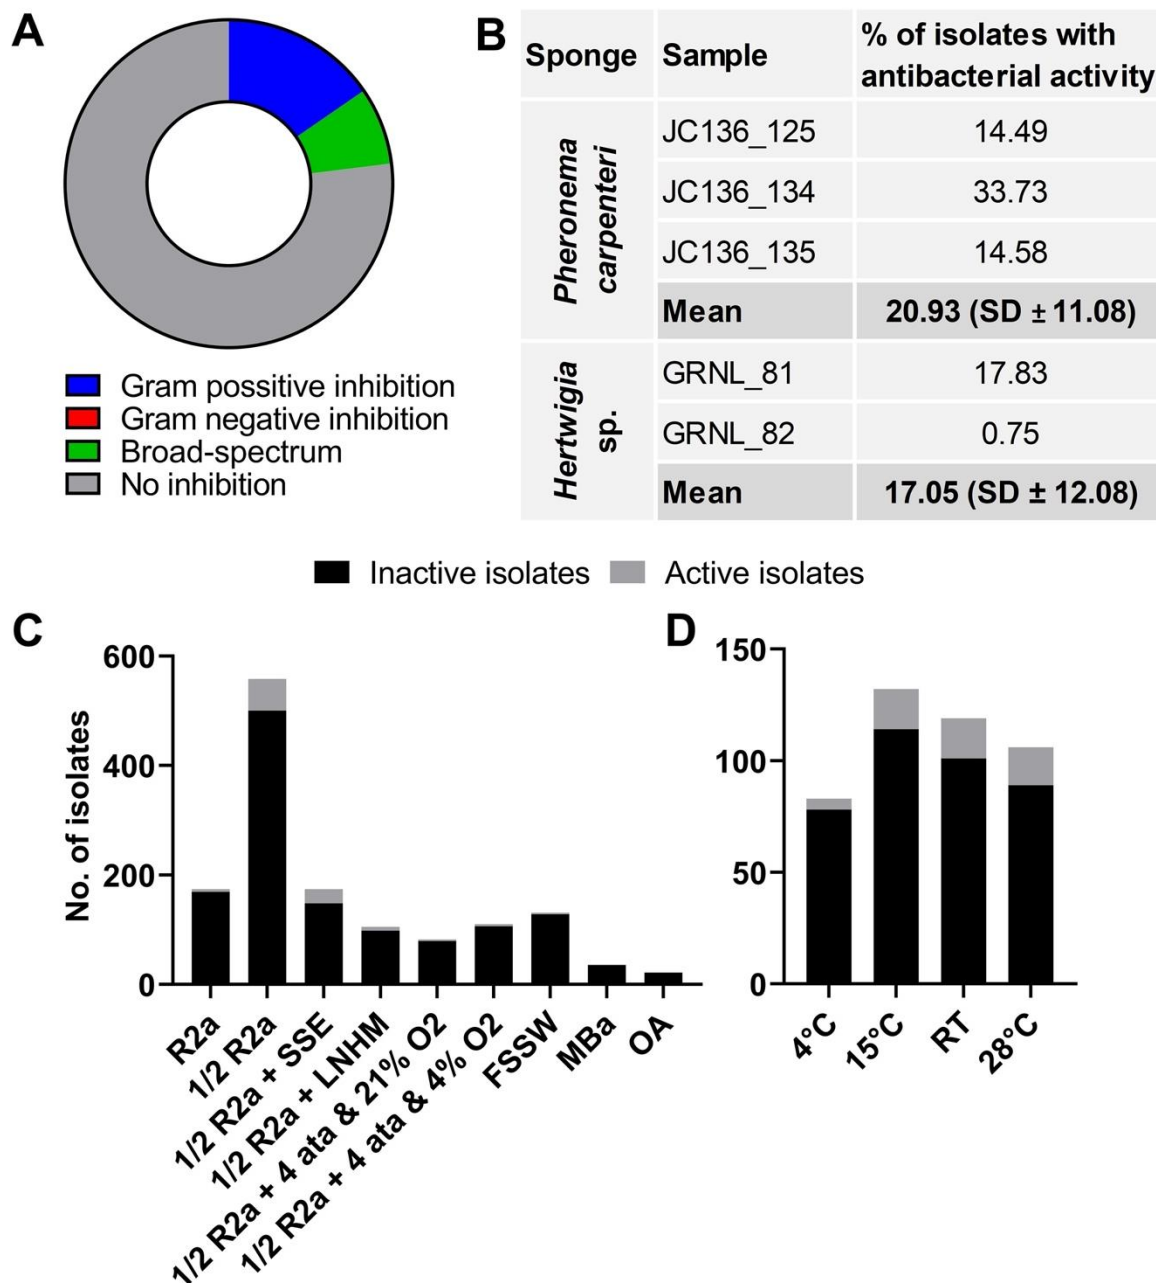 A
Gram possitive inhibition
Gram negative inhibition
Broad-spectrum
No inhibition
B
Sponge Sample % of isolates with
antibacterial activity
Pheronema
carpenteri
JC136_125 14.49
JC136_134 33.73
JC136_135 14.58
Mean 20.93 (SD ± 11.08)
Hertwigia
sp.
GRNL_81 17.83
GRNL_82 0.75
Mean 17.05 (SD ± 12.08)
Inactive isolates Active isolates
C
No. of isolates
600
400
200
0
R2a
1/2 R2a
1/2 R2a + SSE
1/2 R2a + LNHM
1/2 R2a + 4 ata & 21% O2
1/2 R2a + 4 ata & 4% O2
FSSW
MBa
OA
D
150
100
50
0
4°C
15°C
RT
28°C